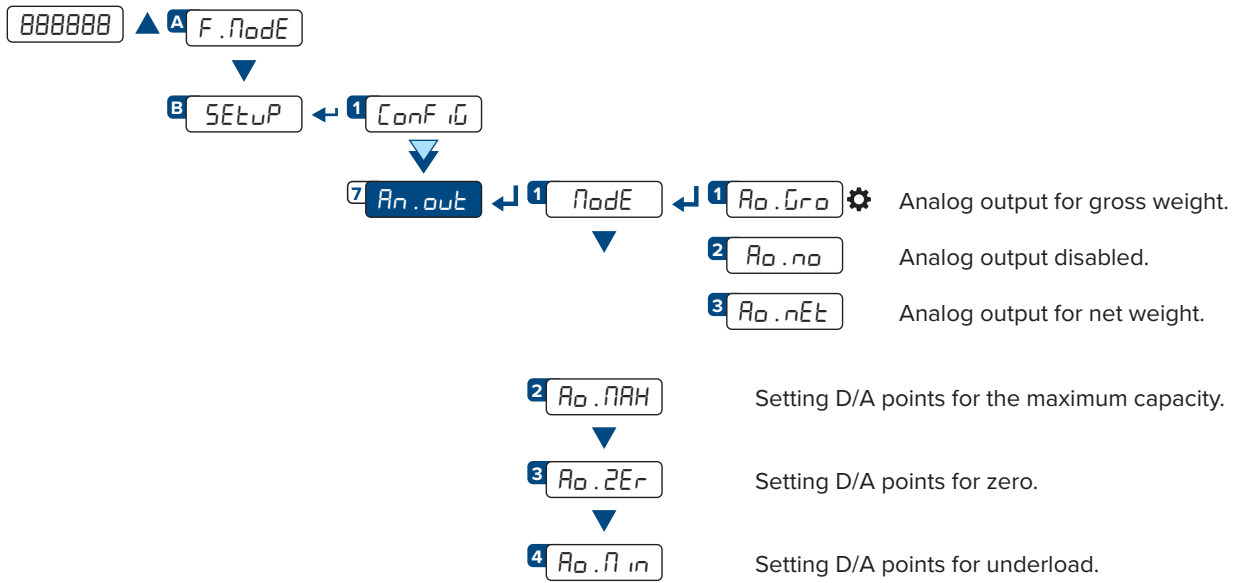 888888 A F.ModE
B SEtuP 1 ConFiG
7 An.out 1 ModE 1 Ao.Gro Analog output for gross weight.
2 Ao.no Analog output disabled.
3 Ao.nEt Analog output for net weight.
2 Ao.MAX Setting D/A points for the maximum capacity.
3 Ao.ZEr Setting D/A points for zero.
4 Ao.Min Setting D/A points for underload.